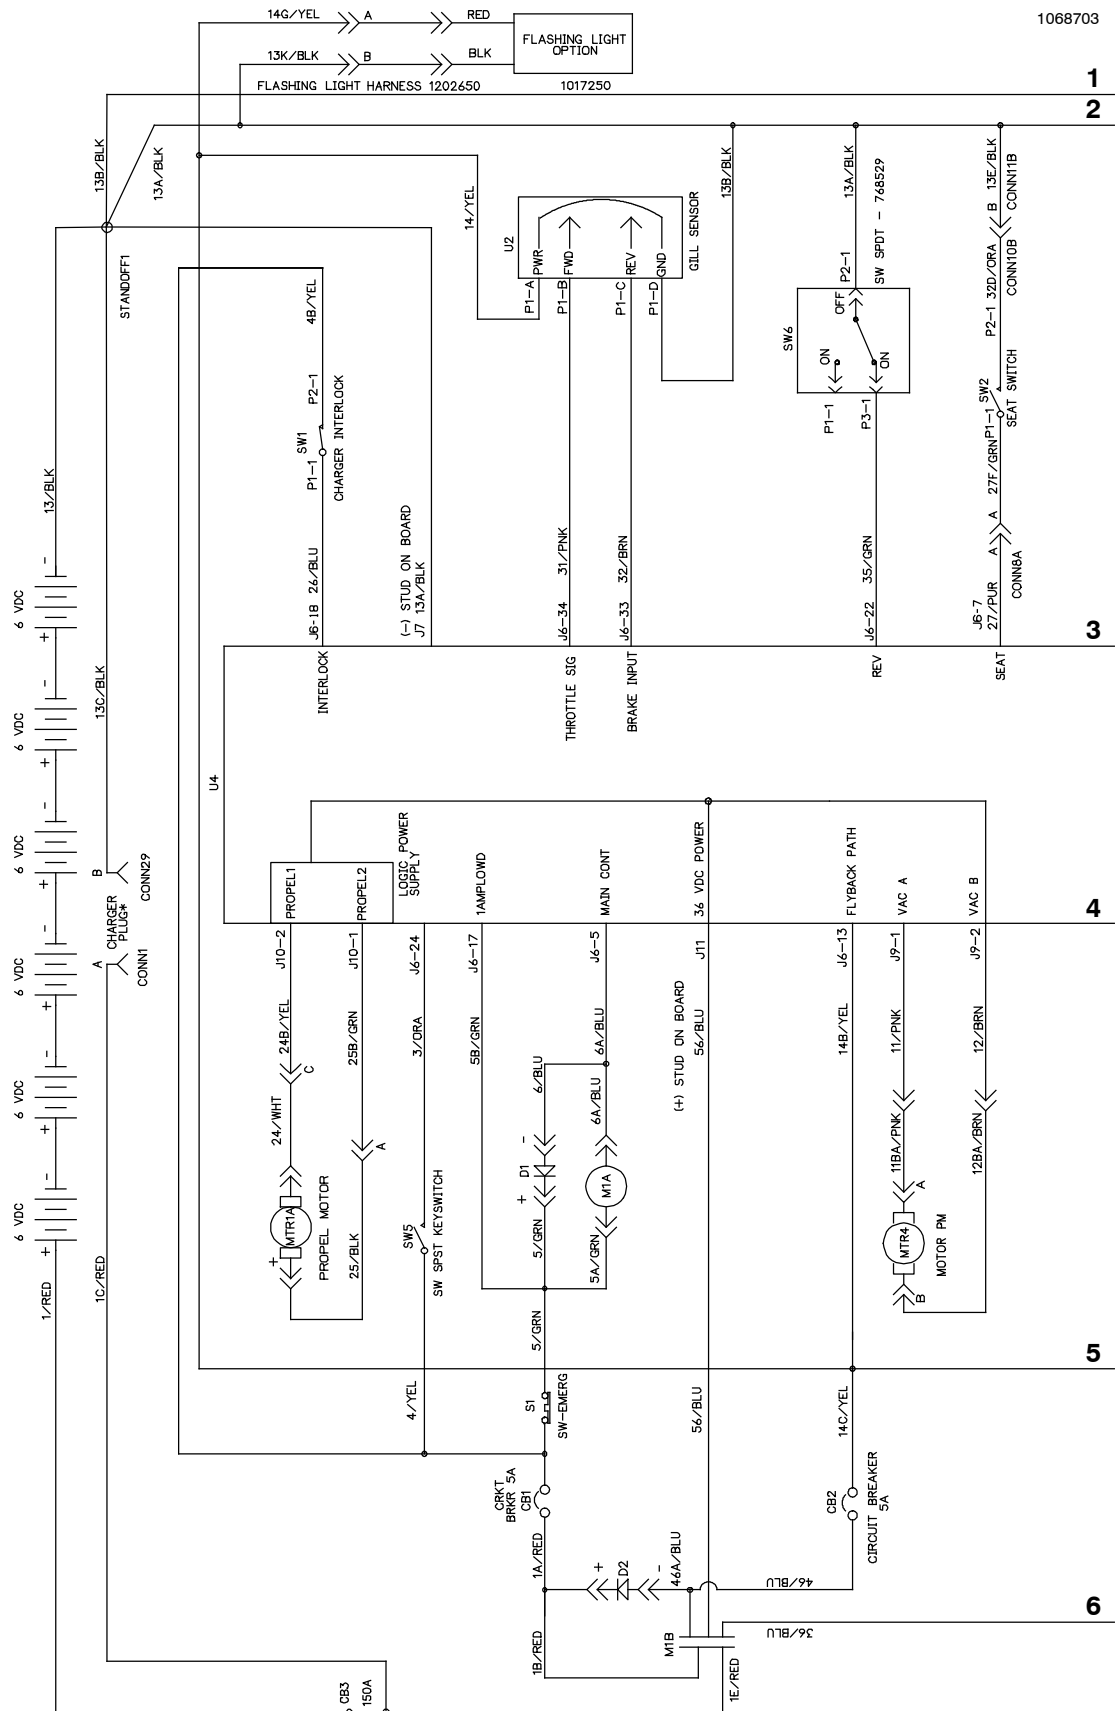 1068703
14G/YEL
A
RED
FLASHING LIGHT
OPTION
13K/BLK
B
BLK
FLASHING LIGHT HARNESS 1202650
1017250
1
2
13B/BLK
13A/BLK
14/YEL
U2
PWR
FWD
REV
GND
GILL SENSOR
P1-A
P1-B
P1-C
P1-D
13B/BLK
13A/BLK
SW SPDT - 768529
P2-1
OFF
SW6
ON
ON
P1-1
P3-1
13E/BLK
CONN11B
B
CONN10B
32D/ORA
P2-1
SW2
SEAT SWITCH
P1-1
27F/GRN
A
A
CONN8A
J6-7
27/PUR
STANDOFF1
4B/YEL
P2-1
SW1
CHARGER INTERLOCK
P1-1
26/BLU
J6-18
(-) STUD ON BOARD
J7 13A/BLK
31/PNK
J6-34
32/BRN
J6-33
35/GRN
J6-22
13/BLK
3
INTERLOCK
THROTTLE SIG
BRAKE INPUT
REV
SEAT
6 VDC
-
+
6 VDC
-
+
6 VDC
-
+
6 VDC
-
+
6 VDC
-
+
6 VDC
-
+
13C/BLK
U4
B
CONN29
CHARGER
PLUG*
A
CONN1
PROPEL1
PROPEL2
LOGIC POWER
SUPPLY
1AMPLOWD
MAIN CONT
36 VDC POWER
FLYBACK PATH
VAC A
VAC B
4
J10-2
J10-1
J6-24
J6-17
J6-5
J11
J6-13
J9-1
J9-2
24B/YEL
25B/GRN
3/ORA
5B/GRN
6/BLU
6A/BLU
56/BLU
(+) STUD ON BOARD
14B/YEL
11/PNK
12/BRN
C
24/WHT
A
6A/BLU
-
D1
+
M1A
11BA/PNK
12BA/BRN
A
MTR1A
+
PROPEL MOTOR
25/BLK
SW5
SW SPST KEYSWITCH
5/GRN
5A/GRN
MTR4
MOTOR PM
B
1/RED
1C/RED
5/GRN
5
4/YEL
S1
SW-EMERG
56/BLU
14C/YEL
CRKT
BRKR 5A
CB1
CB2
CIRCUIT BREAKER
5A
1A/RED
+
D2
-
46A/BLU
46/BLU
6
1B/RED
M1B
36/BLU
1E/RED
CB3
150A